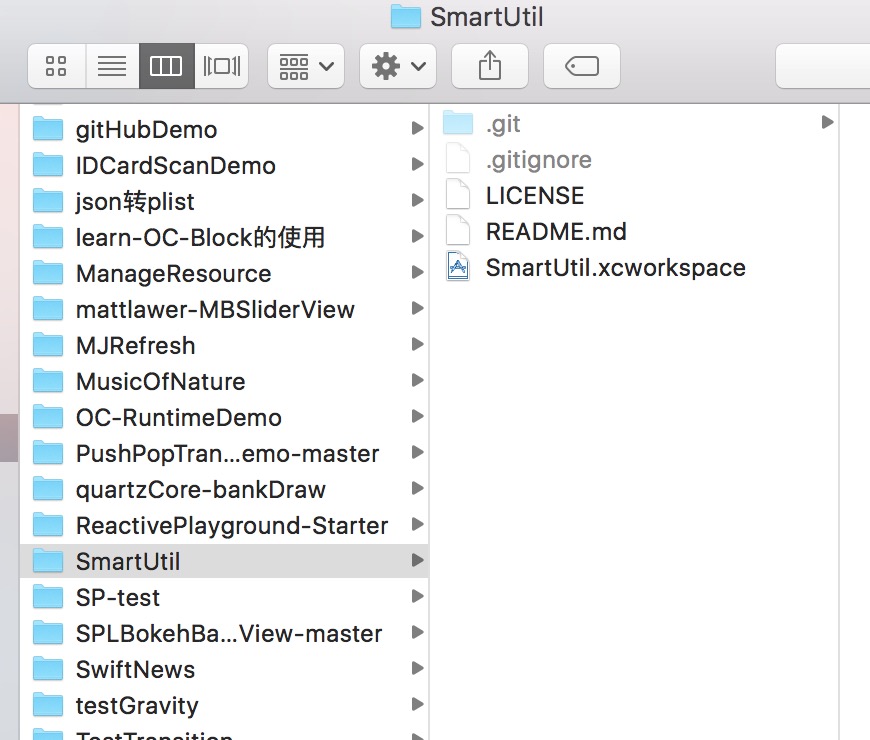 SmartUtil
gitHubDemo
IDCardScanDemo
json转plist
learn-OC-Block的使用
ManageResource
mattlawer-MBSliderView
MJRefresh
MusicOfNature
OC-RuntimeDemo
PushPopTran...emo-master
quartzCore-bankDraw
ReactivePlayground-Starter
SmartUtil
SP-test
SPLBokehBa...View-master
SwiftNews
testGravity
TestTransition
.git
.gitignore
LICENSE
README.md
SmartUtil.xcworkspace